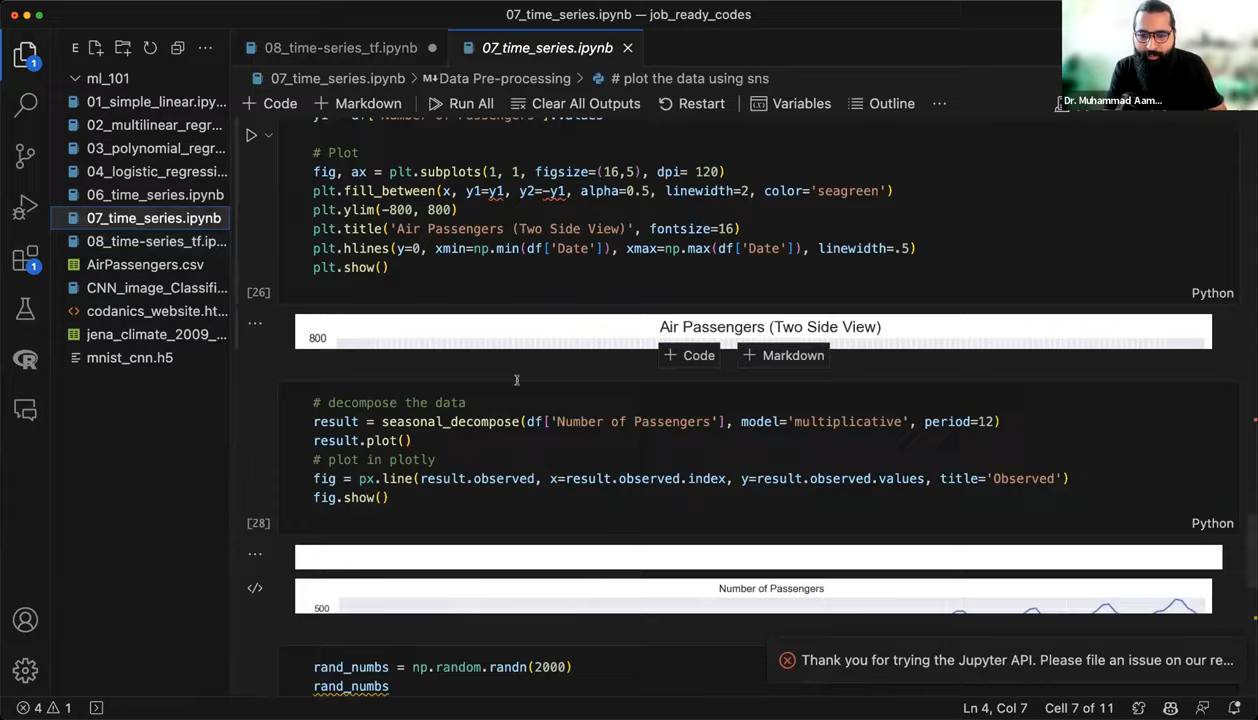 07_time_series.ipynb — job_ready_codes
E
08_time-series_tf.ipynb
07_time_series.ipynb
07_time_series.ipynb > M↓Data Pre-processing > # plot the data using sns
+ Code + Markdown Run All Clear All Outputs Restart Variables Outline ...
Dr. Muhammad Aam...
ml_101
01_simple_linear.ipy...
02_multilinear_regr...
03_polynomial_regr...
04_logistic_regressi...
06_time_series.ipynb
07_time_series.ipynb
08_time-series_tf.ip...
AirPassengers.csv
CNN_image_Classifi...
codanics_website.ht...
jena_climate_2009_...
mnist_cnn.h5
1
1
y1 = df['Number of Passengers'].values
# Plot
fig, ax = plt.subplots(1, 1, figsize=(16,5), dpi= 120)
plt.fill_between(x, y1=y1, y2=-y1, alpha=0.5, linewidth=2, color='seagreen')
plt.ylim(-800, 800)
plt.title('Air Passengers (Two Side View)', fontsize=16)
plt.hlines(y=0, xmin=np.min(df['Date']), xmax=np.max(df['Date']), linewidth=.5)
plt.show()
[26]
Python
Air Passengers (Two Side View)
800
+ Code + Markdown
# decompose the data
result = seasonal_decompose(df['Number of Passengers'], model='multiplicative', period=12)
result.plot()
# plot in plotly
fig = px.line(result.observed, x=result.observed.index, y=result.observed.values, title='Observed')
fig.show()
[28]
Python
Number of Passengers
500
rand_numbs = np.random.randn(2000)
rand_numbs
Thank you for trying the Jupyter API. Please file an issue on our re...
4 1
Ln 4, Col 7 Cell 7 of 11